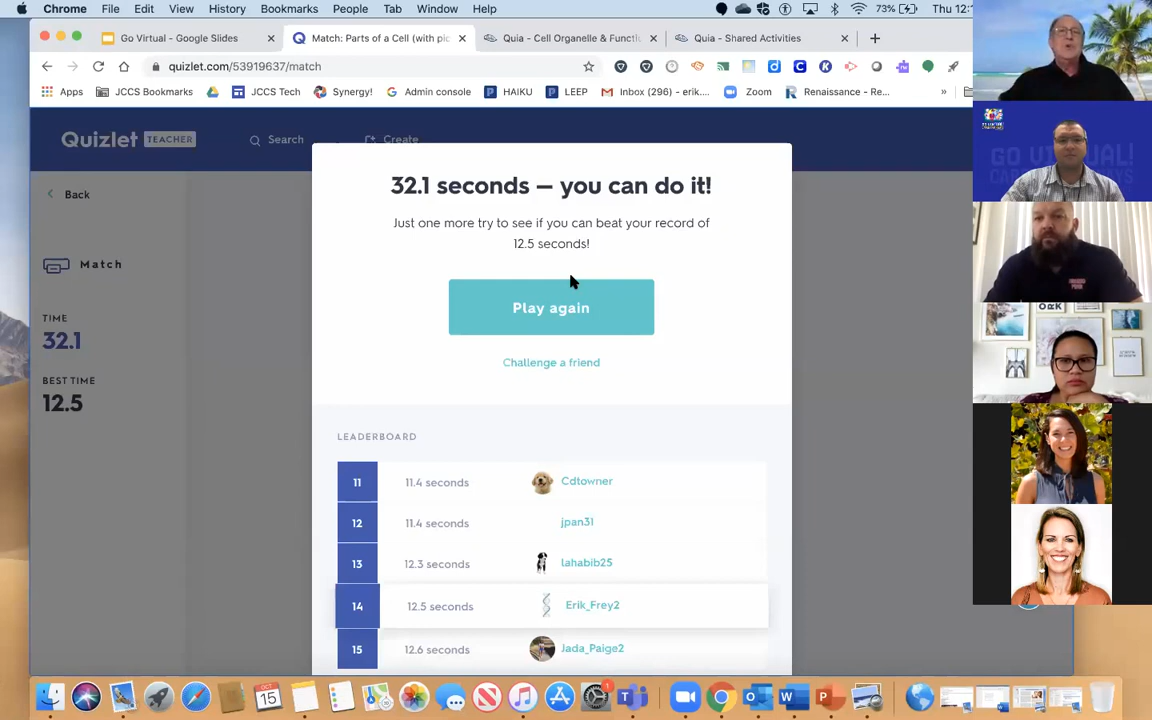 Chrome File Edit View History Bookmarks People Tab Window Help
73%
Thu 12:
Go Virtual - Google Slides
Match: Parts of a Cell (with pic
Quia - Cell Organelle & Functi
Quia - Shared Activities
quizlet.com/53919637/match
Apps JCCS Bookmarks JCCS Tech Synergy! Admin console HAIKU LEEP Inbox (296) - erik.... Zoom Renaissance - Re... »
Quizlet TEACHER Search Create
Back
Match
TIME
32.1
BEST TIME
12.5
32.1 seconds — you can do it!
Just one more try to see if you can beat your record of
12.5 seconds!
Play again
Challenge a friend
LEADERBOARD
11 11.4 seconds Cdtowner
12 11.4 seconds jpan31
13 12.3 seconds lahabib25
14 12.5 seconds Erik_Frey2
15 12.6 seconds Jada_Paige2
GO VIRTUAL!
ORK
OCT
15
1